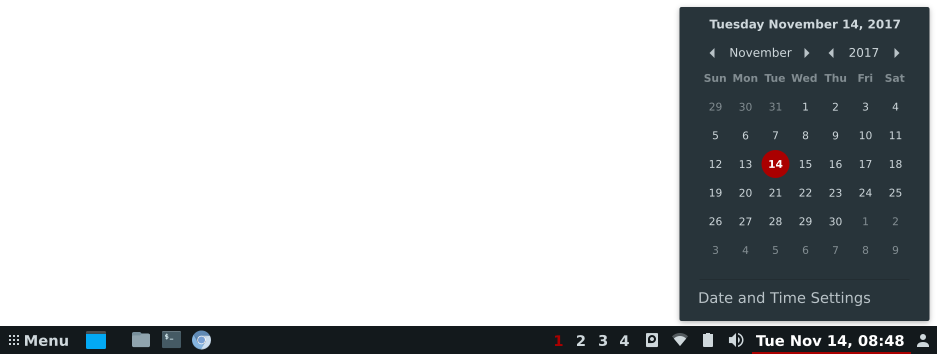 Tuesday November 14, 2017
November 2017
Sun Mon Tue Wed Thu Fri Sat
29 30 31 1 2 3 4
5 6 7 8 9 10 11
12 13 14 15 16 17 18
19 20 21 22 23 24 25
26 27 28 29 30 1 2
3 4 5 6 7 8 9
Date and Time Settings
Menu $- 1 2 3 4 Tue Nov 14, 08:48